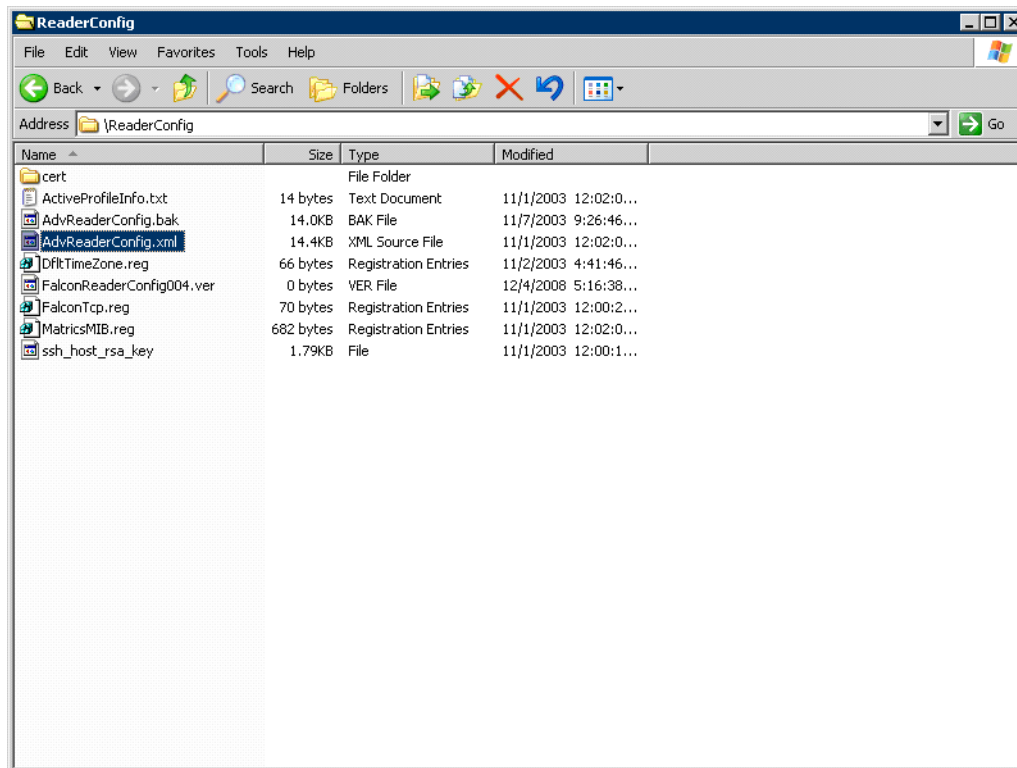 ReaderConfig
File Edit View Favorites Tools Help
Back Search Folders
Address \ReaderConfig Go
Name Size Type Modified
cert File Folder
ActiveProfileInfo.txt 14 bytes Text Document 11/1/2003 12:02:0...
AdvReaderConfig.bak 14.0KB BAK File 11/7/2003 9:26:46...
AdvReaderConfig.xml 14.4KB XML Source File 11/1/2003 12:02:0...
DfltTimeZone.reg 66 bytes Registration Entries 11/2/2003 4:41:46...
FalconReaderConfig004.ver 0 bytes VER File 12/4/2008 5:16:38...
FalconTcp.reg 70 bytes Registration Entries 11/1/2003 12:00:2...
MatricsMIB.reg 682 bytes Registration Entries 11/1/2003 12:02:0...
ssh_host_rsa_key 1.79KB File 11/1/2003 12:00:1...